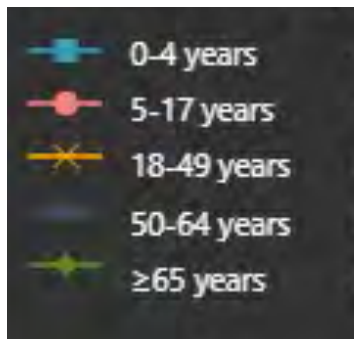 0-4 years
5-17 years
18-49 years
50-64 years
≥65 years